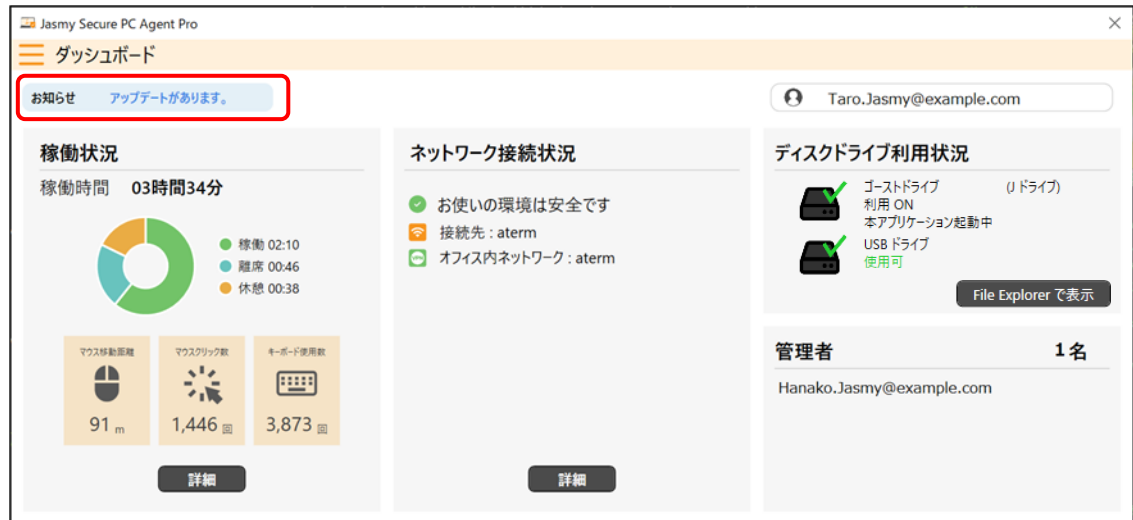 Jasmy Secure PC Agent Pro
ダッシュボード
お知らせ アップデートがあります。
Taro.Jasmy@example.com
稼働状況
稼働時間 03時間34分
稼働 02:10
離席 00:46
休憩 00:38
マウス移動距離
91 m
マウスクリック数
1,446 回
キーボード使用数
3,873 回
詳細
ネットワーク接続状況
お使いの環境は安全です
接続先 : aterm
オフィス内ネットワーク : aterm
詳細
ディスクドライブ利用状況
ゴーストドライブ (J ドライブ)
利用 ON
本アプリケーション起動中
USB ドライブ
使用可
File Explorer で表示
管理者 1名
Hanako.Jasmy@example.com